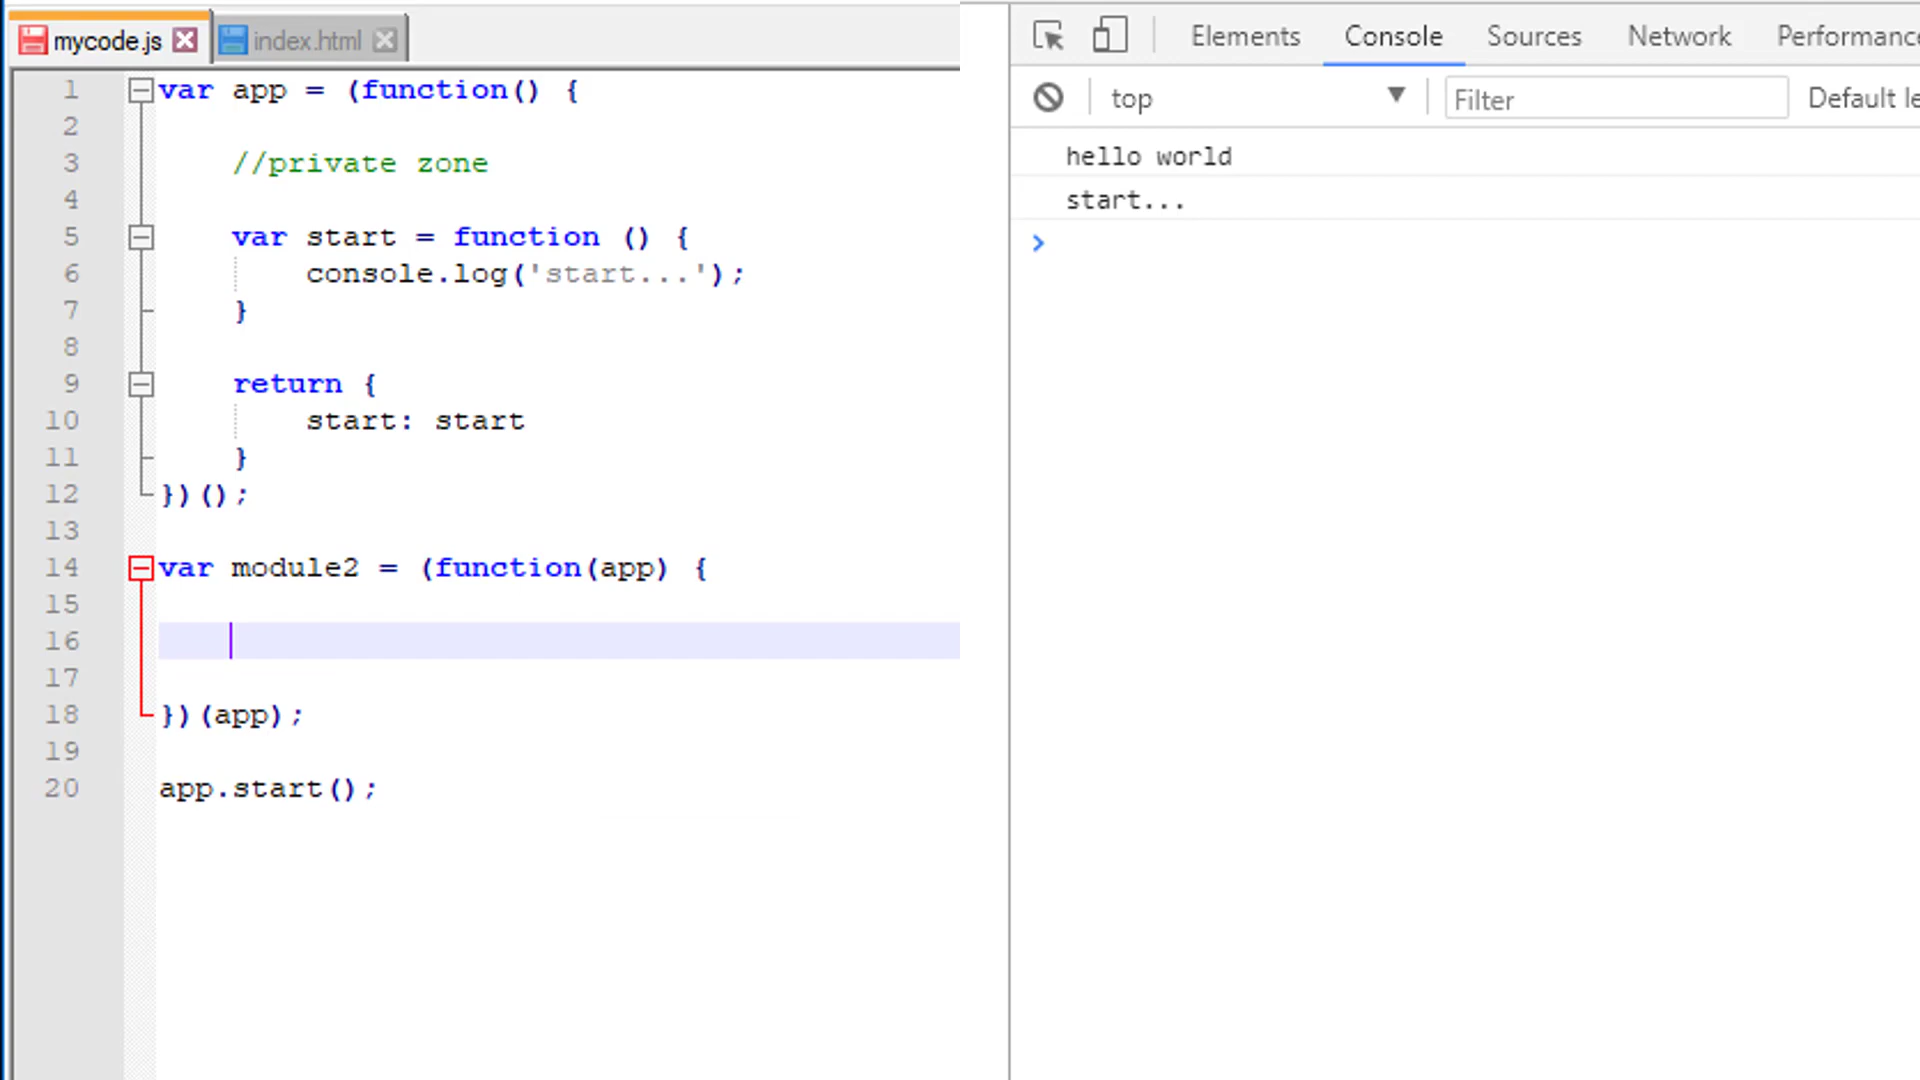 mycode.js index.html
1 var app = (function() {
2
3 //private zone
4
5 var start = function () {
6 console.log('start...');
7 }
8
9 return {
10 start: start
11 }
12 })();
13
14 var module2 = (function(app) {
15
16
17
18 })(app);
19
20 app.start();
Elements Console Sources Network Performance
top Filter Default le
hello world
start...